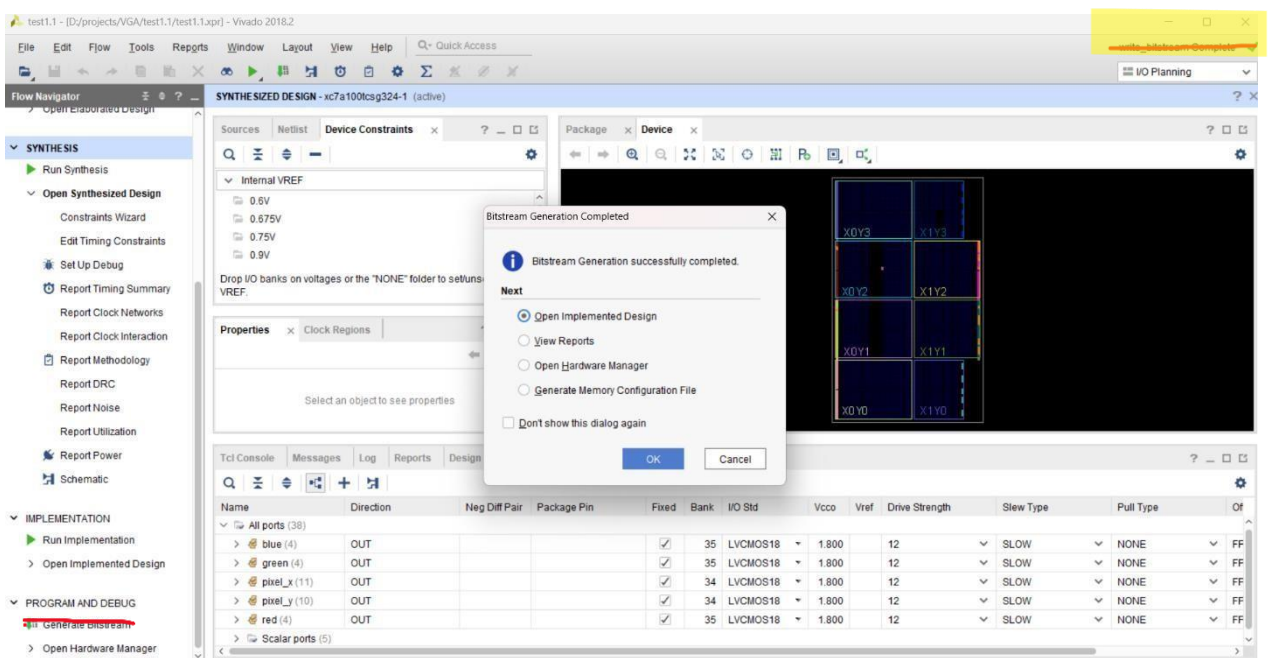 test1.1 - [D:/projects/VGA/test1.1/test1.1.xpr] - Vivado 2018.2
File Edit Flow Tools Reports Window Layout View Help Quick Access
write_bitstream Complete
I/O Planning
Flow Navigator
SYNTHESIZED DESIGN - xc7a100tcsg324-1 (active)
Open Elaborated Design
SYNTHESIS
Run Synthesis
Open Synthesized Design
Constraints Wizard
Edit Timing Constraints
Set Up Debug
Report Timing Summary
Report Clock Networks
Report Clock Interaction
Report Methodology
Report DRC
Report Noise
Report Utilization
Report Power
Schematic
IMPLEMENTATION
Run Implementation
Open Implemented Design
PROGRAM AND DEBUG
Generate Bitstream
Open Hardware Manager
Sources Netlist Device Constraints
Internal VREF
0.6V
0.675V
0.75V
0.9V
Drop I/O banks on voltages or the "NONE" folder to set/uns
VREF.
Properties Clock Regions
Select an object to see properties
Package Device
X0Y3 X1Y3
X0Y2 X1Y2
X0Y1 X1Y1
X0Y0 X1Y0
Bitstream Generation Completed
Bitstream Generation successfully completed.
Next
Open Implemented Design
View Reports
Open Hardware Manager
Generate Memory Configuration File
Don't show this dialog again
OK Cancel
Tcl Console Messages Log Reports Design
Name Direction Neg Diff Pair Package Pin Fixed Bank I/O Std Vcco Vref Drive Strength Slew Type Pull Type Of
All ports (38)
blue (4) OUT 35 LVCMOS18 1.800 12 SLOW NONE FF
green (4) OUT 35 LVCMOS18 1.800 12 SLOW NONE FF
pixel_x (11) OUT 34 LVCMOS18 1.800 12 SLOW NONE FF
pixel_y (10) OUT 34 LVCMOS18 1.800 12 SLOW NONE FF
red (4) OUT 35 LVCMOS18 1.800 12 SLOW NONE FF
Scalar ports (5)